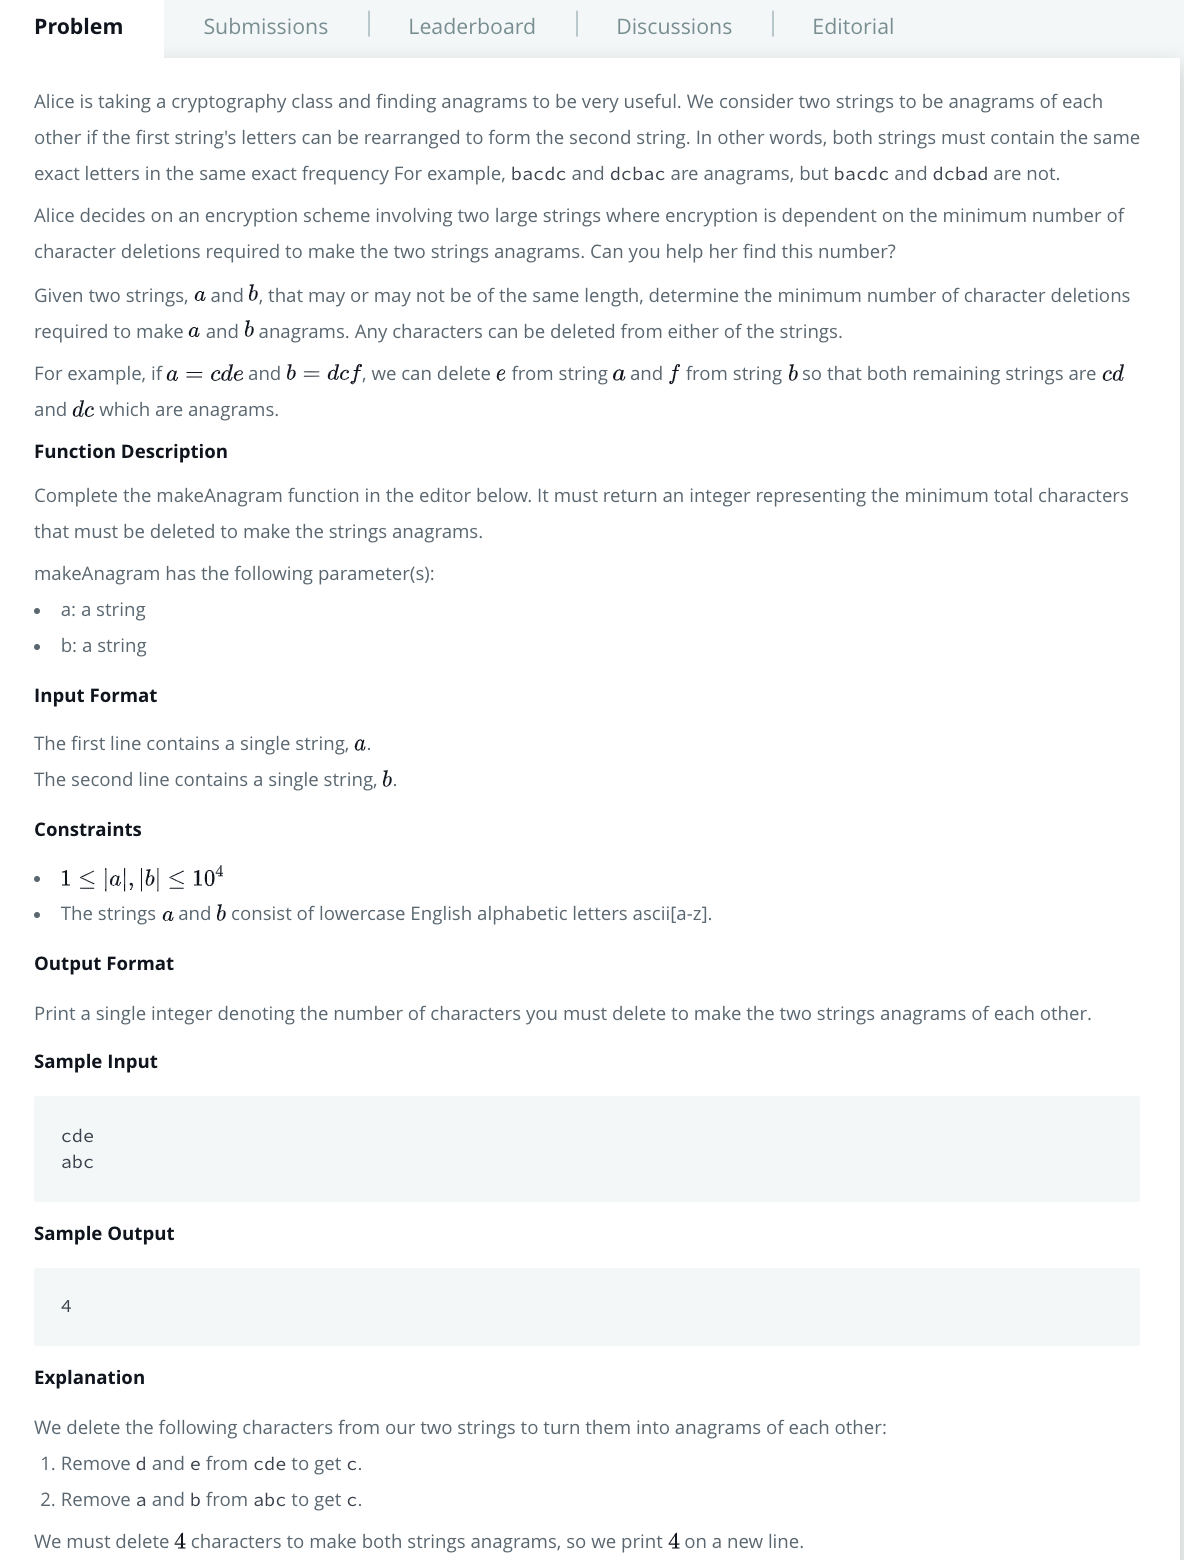 Problem
Submissions
Leaderboard
Discussions
Editorial
Alice is taking a cryptography class and finding anagrams to be very useful. We consider two strings to be anagrams of each
other if the first string's letters can be rearranged to form the second string. In other words, both strings must contain the same
exact letters in the same exact frequency For example, bacdc and dcbac are anagrams, but bacdc and dcbad are not.
Alice decides on an encryption scheme involving two large strings where encryption is dependent on the minimum number of
character deletions required to make the two strings anagrams. Can you help her find this number?
Given two strings, a and b, that may or may not be of the same length, determine the minimum number of character deletions
required to make a and b anagrams. Any characters can be deleted from either of the strings.
For example, if a = cde and b = dcf, we can delete e from string a and f from string b so that both remaining strings are cd
and dc which are anagrams.
Function Description
Complete the makeAnagram function in the editor below. It must return an integer representing the minimum total characters
that must be deleted to make the strings anagrams.
makeAnagram has the following parameter(s):
• a: a string
• b: a string
Input Format
The first line contains a single string, a.
The second line contains a single string, b.
Constraints
• 1 ≤ |a|, |b| ≤ 10⁴
• The strings a and b consist of lowercase English alphabetic letters ascii[a-z].
Output Format
Print a single integer denoting the number of characters you must delete to make the two strings anagrams of each other.
Sample Input
cde
abc
Sample Output
4
Explanation
We delete the following characters from our two strings to turn them into anagrams of each other:
1. Remove d and e from cde to get c.
2. Remove a and b from abc to get c.
We must delete 4 characters to make both strings anagrams, so we print 4 on a new line.